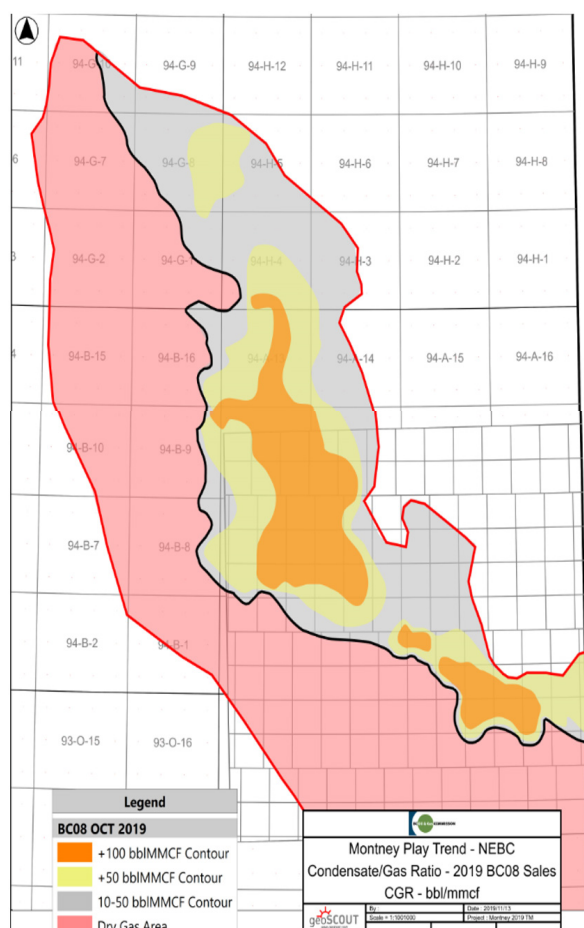 11 94-G-10 94-G-9 94-H-12 94-H-11 94-H-10 94-H-9
6 94-G-7 94-G-8 94-H-5 94-H-6 94-H-7 94-H-8
3 94-G-2 94-G-1 94-H-4 94-H-3 94-H-2 94-H-1
4 94-B-15 94-B-16 94-A-13 94-A-14 94-A-15 94-A-16
94-B-10 94-B-9
94-B-7 94-B-8
94-B-2 94-B-1
93-O-15 93-O-16
Legend
BC08 OCT 2019
+100 bblMMCF Contour
+50 bblMMCF Contour
10-50 bblMMCF Contour
Dry Gas Area
COMMISSION
Montney Play Trend - NEBC
Condensate/Gas Ratio - 2019 BC08 Sales
CGR - bbl/mmcf
geoSCOUT
By :
Date : 2019/11/13
Scale = 1:1001000
Project : Montney 2019 TM